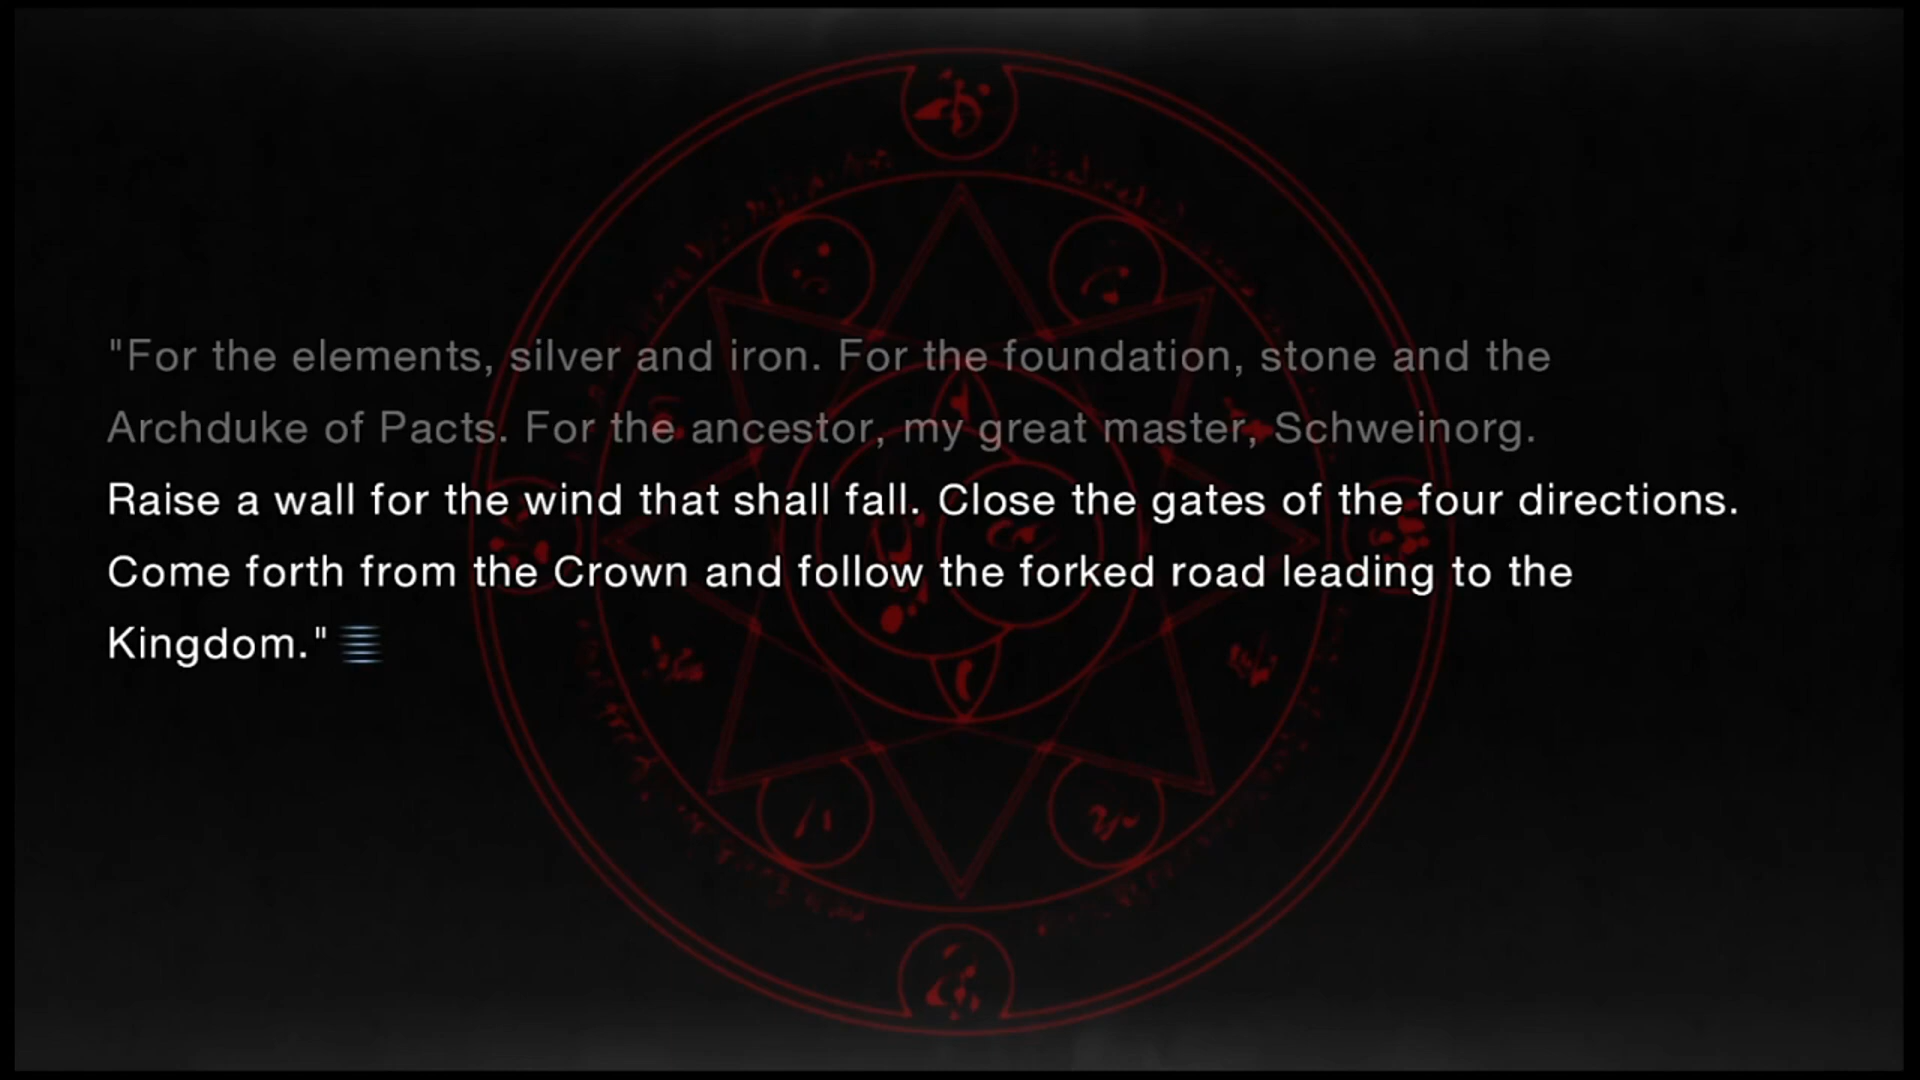 "For the elements, silver and iron. For the foundation, stone and the
Archduke of Pacts. For the ancestor, my great master, Schweinorg.
Raise a wall for the wind that shall fall. Close the gates of the four directions.
Come forth from the Crown and follow the forked road leading to the
Kingdom."